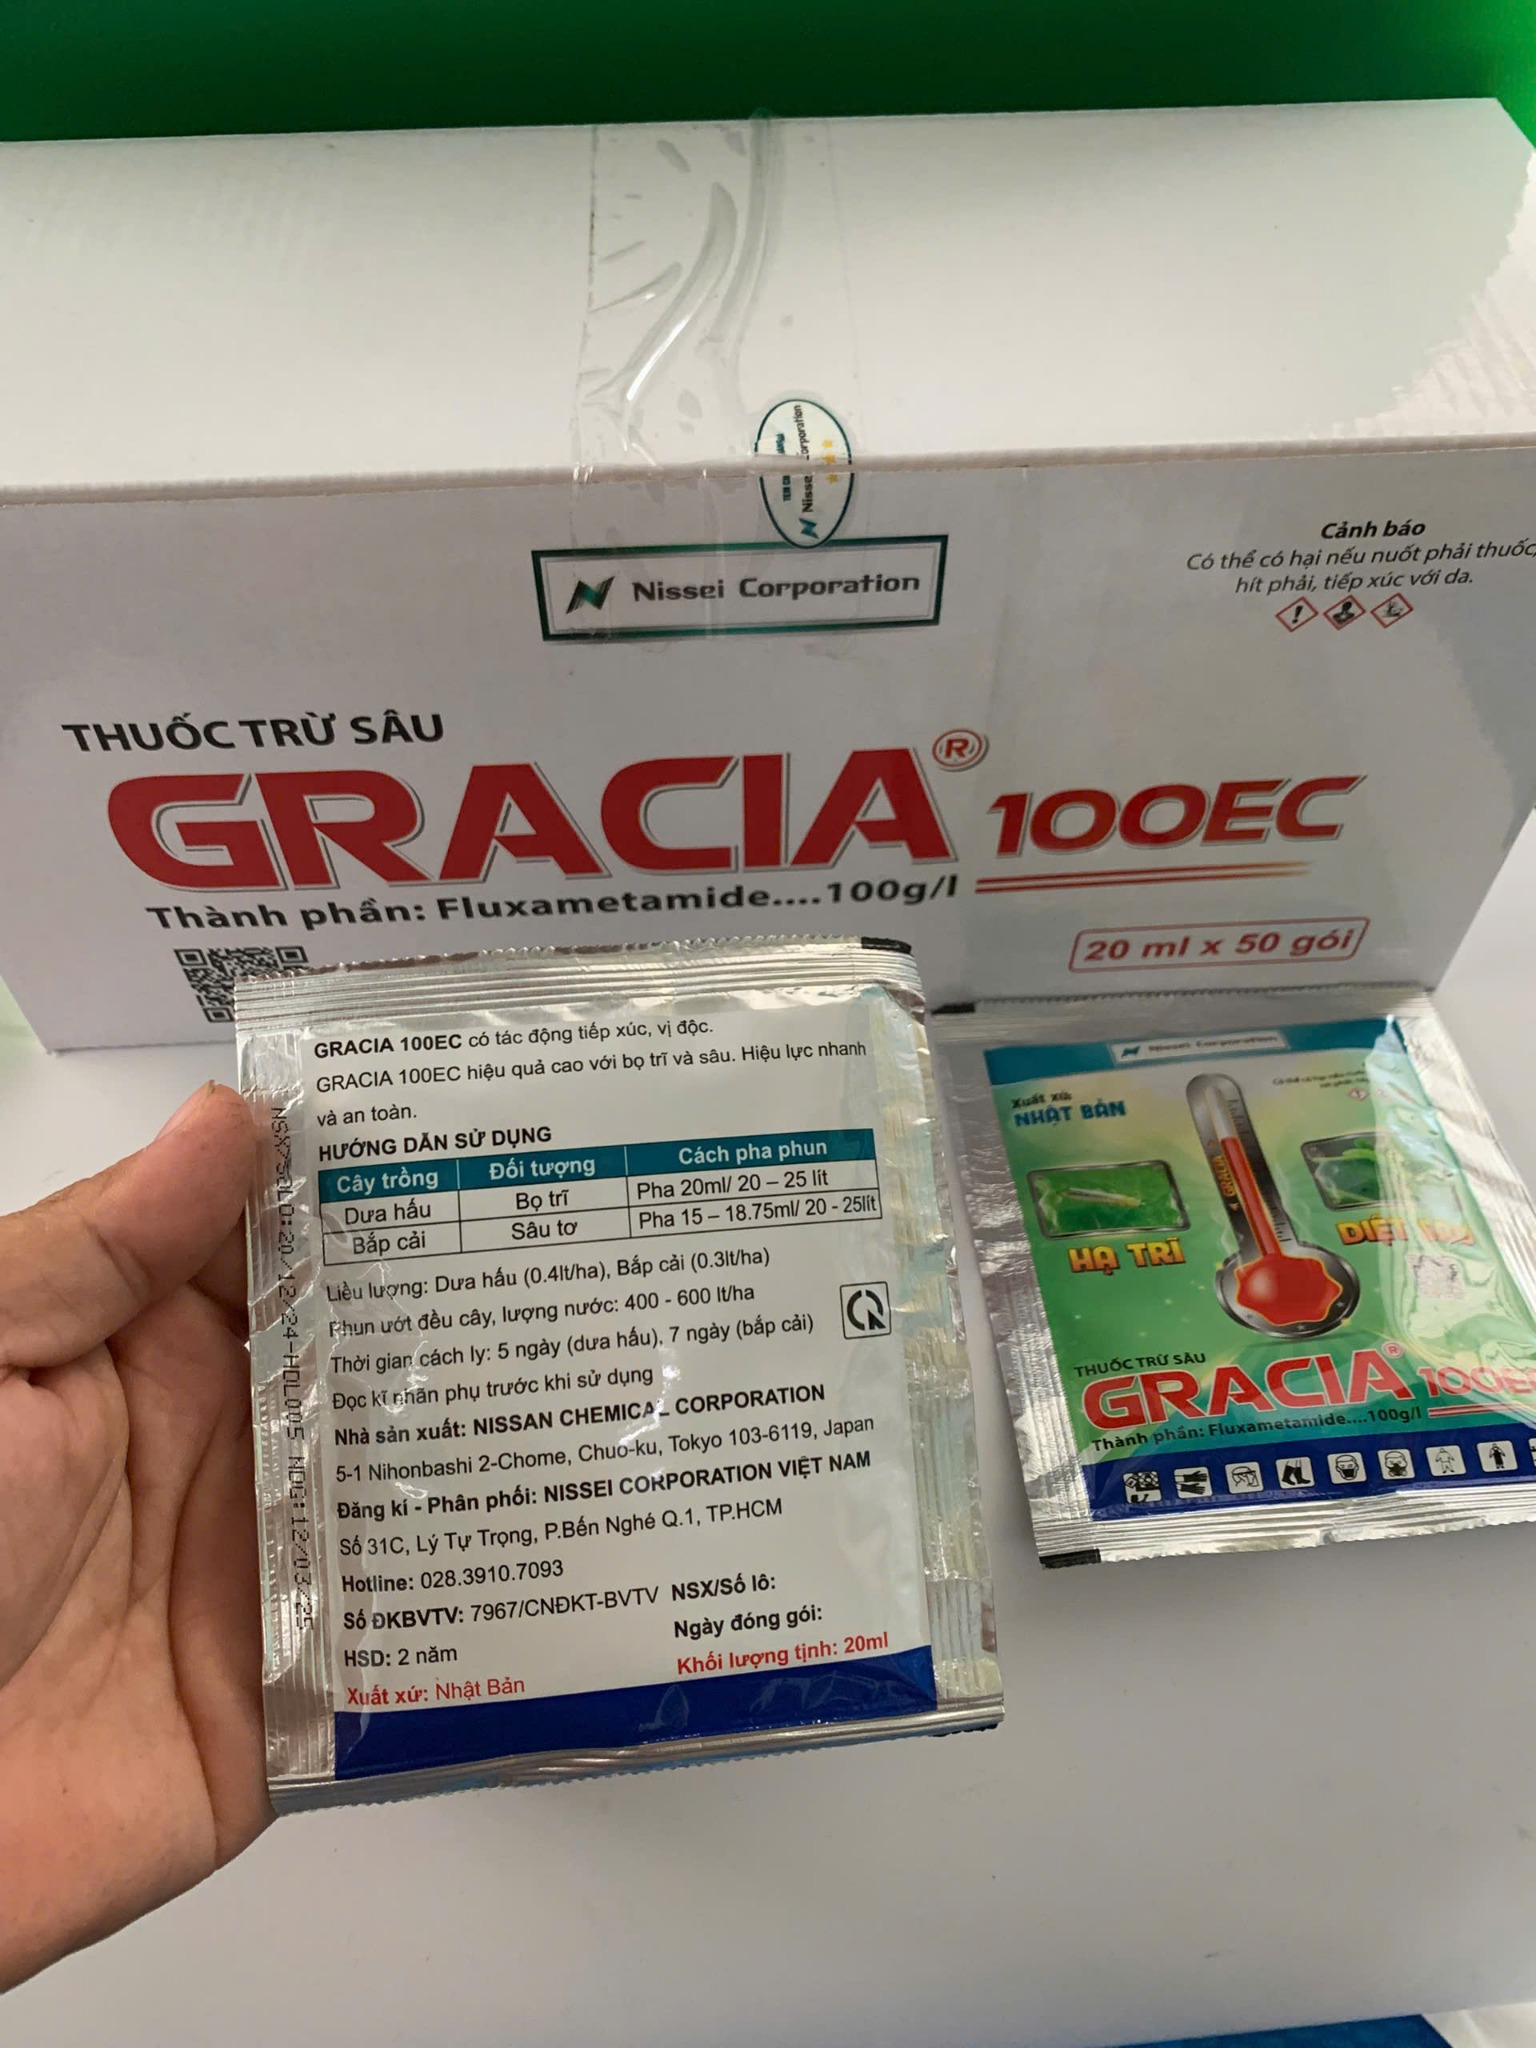 Nissei Corporation
Nissei Corporation
Cảnh báo
Có thể có hại nếu nuốt phải thuốc,
hít phải, tiếp xúc với da.
THUỐC TRỪ SÂU
GRACIA® 100EC
Thành phần: Fluxametamide....100g/l
20 ml x 50 gói
GRACIA 100EC có tác động tiếp xúc, vị độc.
GRACIA 100EC hiệu quả cao với bọ trĩ và sâu. Hiệu lực nhanh
và an toàn.
HƯỚNG DẪN SỬ DỤNG
Cây trồng Đối tượng Cách pha phun
Dưa hấu Bọ trĩ Pha 20ml/ 20 – 25 lít
Bắp cải Sâu tơ Pha 15 – 18.75ml/ 20 - 25lít
Liều lượng: Dưa hấu (0.4lt/ha), Bắp cải (0.3lt/ha)
Phun ướt đều cây, lượng nước: 400 - 600 lt/ha
Thời gian cách ly: 5 ngày (dưa hấu), 7 ngày (bắp cải)
Đọc kĩ nhãn phụ trước khi sử dụng
Nhà sản xuất: NISSAN CHEMICAL CORPORATION
5-1 Nihonbashi 2-Chome, Chuo-ku, Tokyo 103-6119, Japan
Đăng kí - Phân phối: NISSEI CORPORATION VIỆT NAM
Số 31C, Lý Tự Trọng, P.Bến Nghé Q.1, TP.HCM
Hotline: 028.3910.7093
Số ĐKBVTV: 7967/CNĐKT-BVTV NSX/Số lô:
Ngày đóng gói:
HSD: 2 năm
Khối lượng tịnh: 20ml
Xuất xứ: Nhật Bản
NDG:12/03/25
Nissei Corporation
Xuất xứ:
NHẬT BẢN
GRACIA
HẠ TRĨ
DIỆT
THUỐC TRỪ SÂU
GRACIA® 100EC
Thành phần: Fluxametamide....100g/l